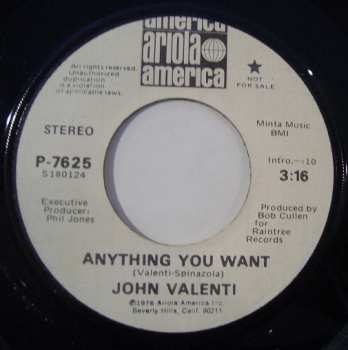 america
ariola
america
All rights reserved.
Unauthorized
duplication
is a violation
of applicable laws.
★
NOT
FOR SALE
STEREO
Minta Music
BMI
P-7625
S180124
Intro.—:10
3:16
Executive
Producer:
Phil Jones
Produced by
Bob Cullen
for
Raintree
Records
ANYTHING YOU WANT
(Valenti-Spinazola)
JOHN VALENTI
℗1976 Ariola America Inc.
Beverly Hills, Calif. 90211